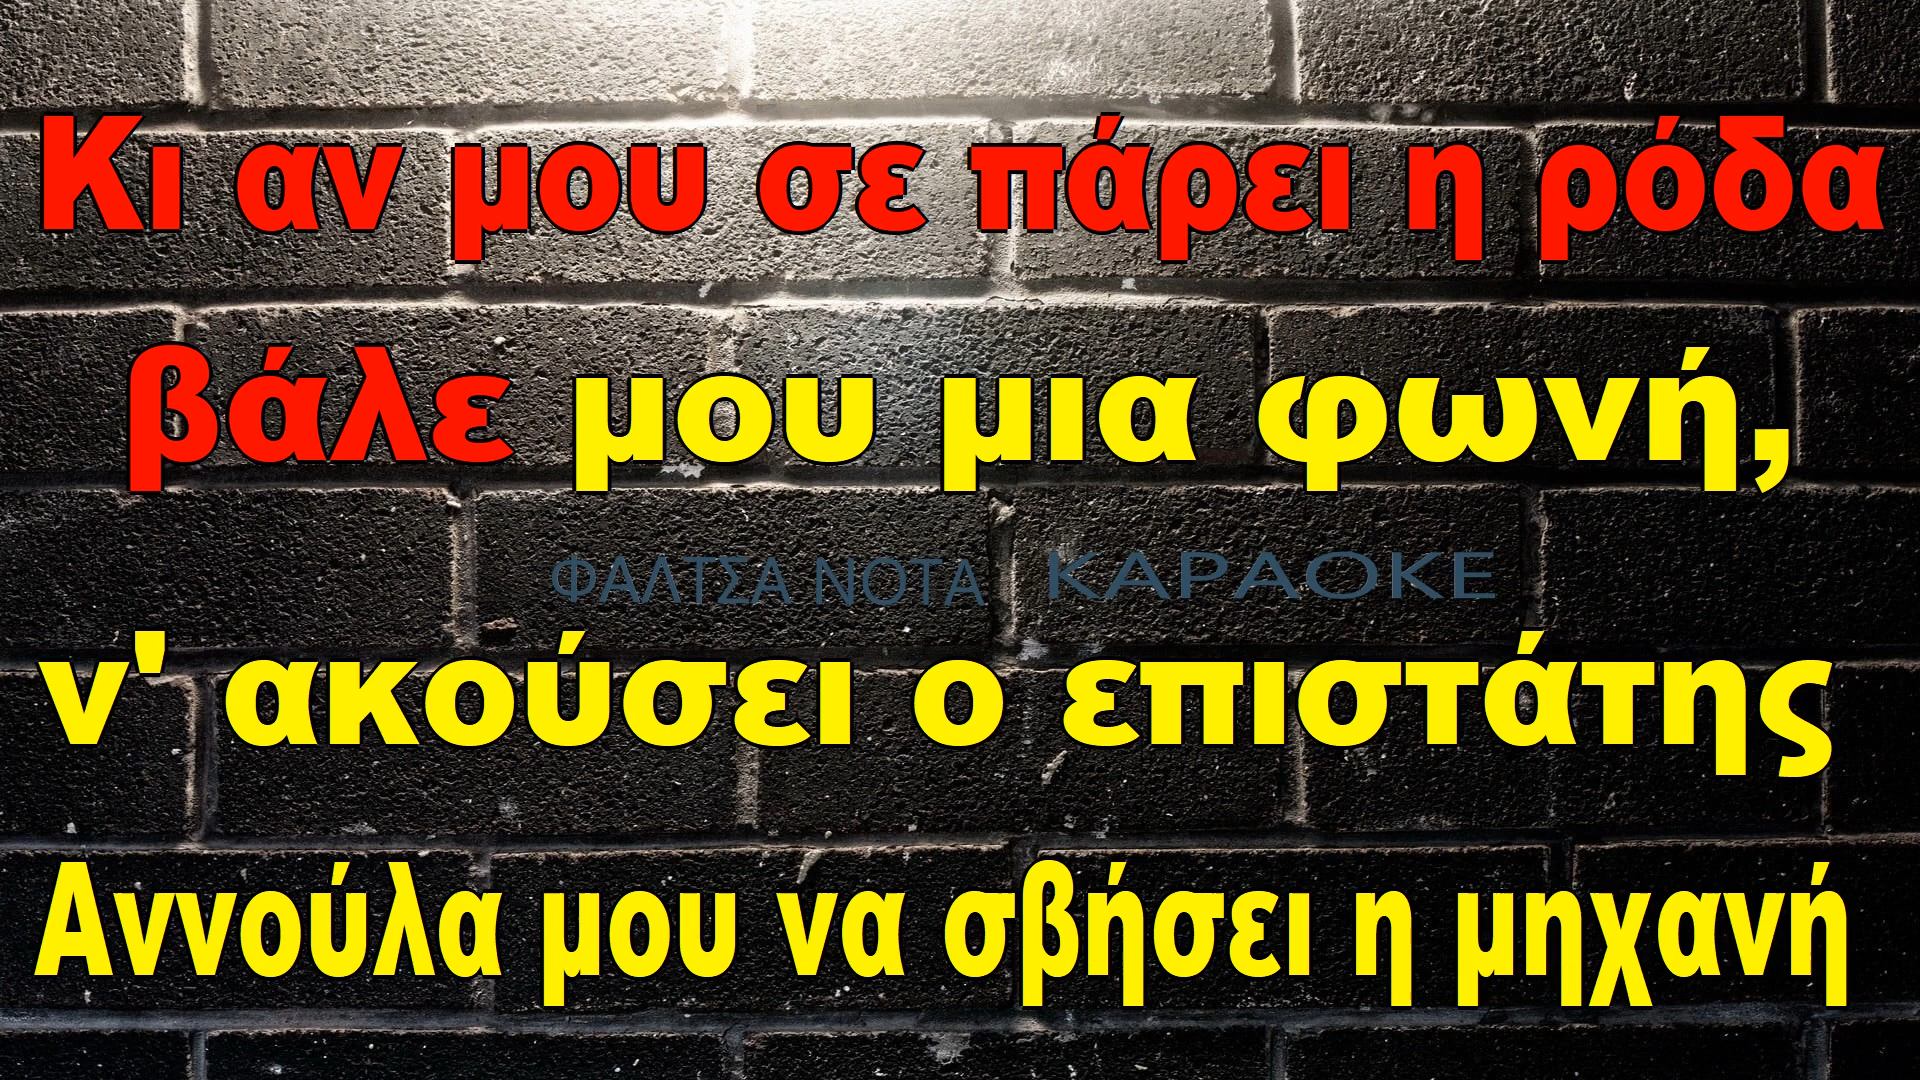 Κι αν μου σε πάρει η ρόδα
βάλε μου μια φωνή,
ΦΑΛΤΣΑ ΝΟΤΑ ΚΑΡΑΟΚΕ
ν' ακούσει ο επιστάτης
Αννούλα μου να σβήσει η μηχανή